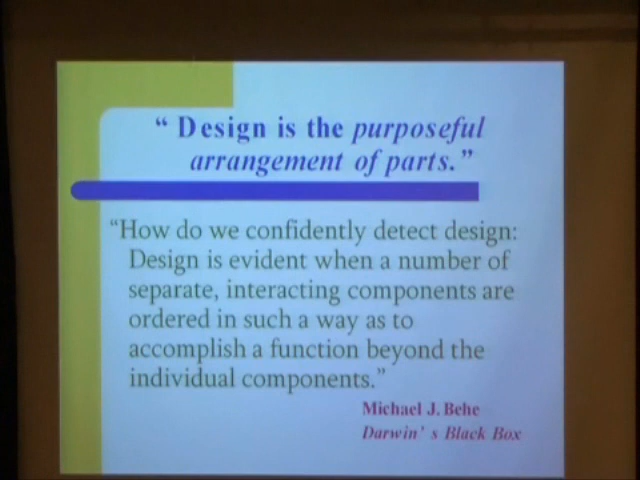 “ Design is the purposeful
arrangement of parts.”
“How do we confidently detect design:
Design is evident when a number of
separate, interacting components are
ordered in such a way as to
accomplish a function beyond the
individual components.”
Michael J. Behe
Darwin’ s Black Box